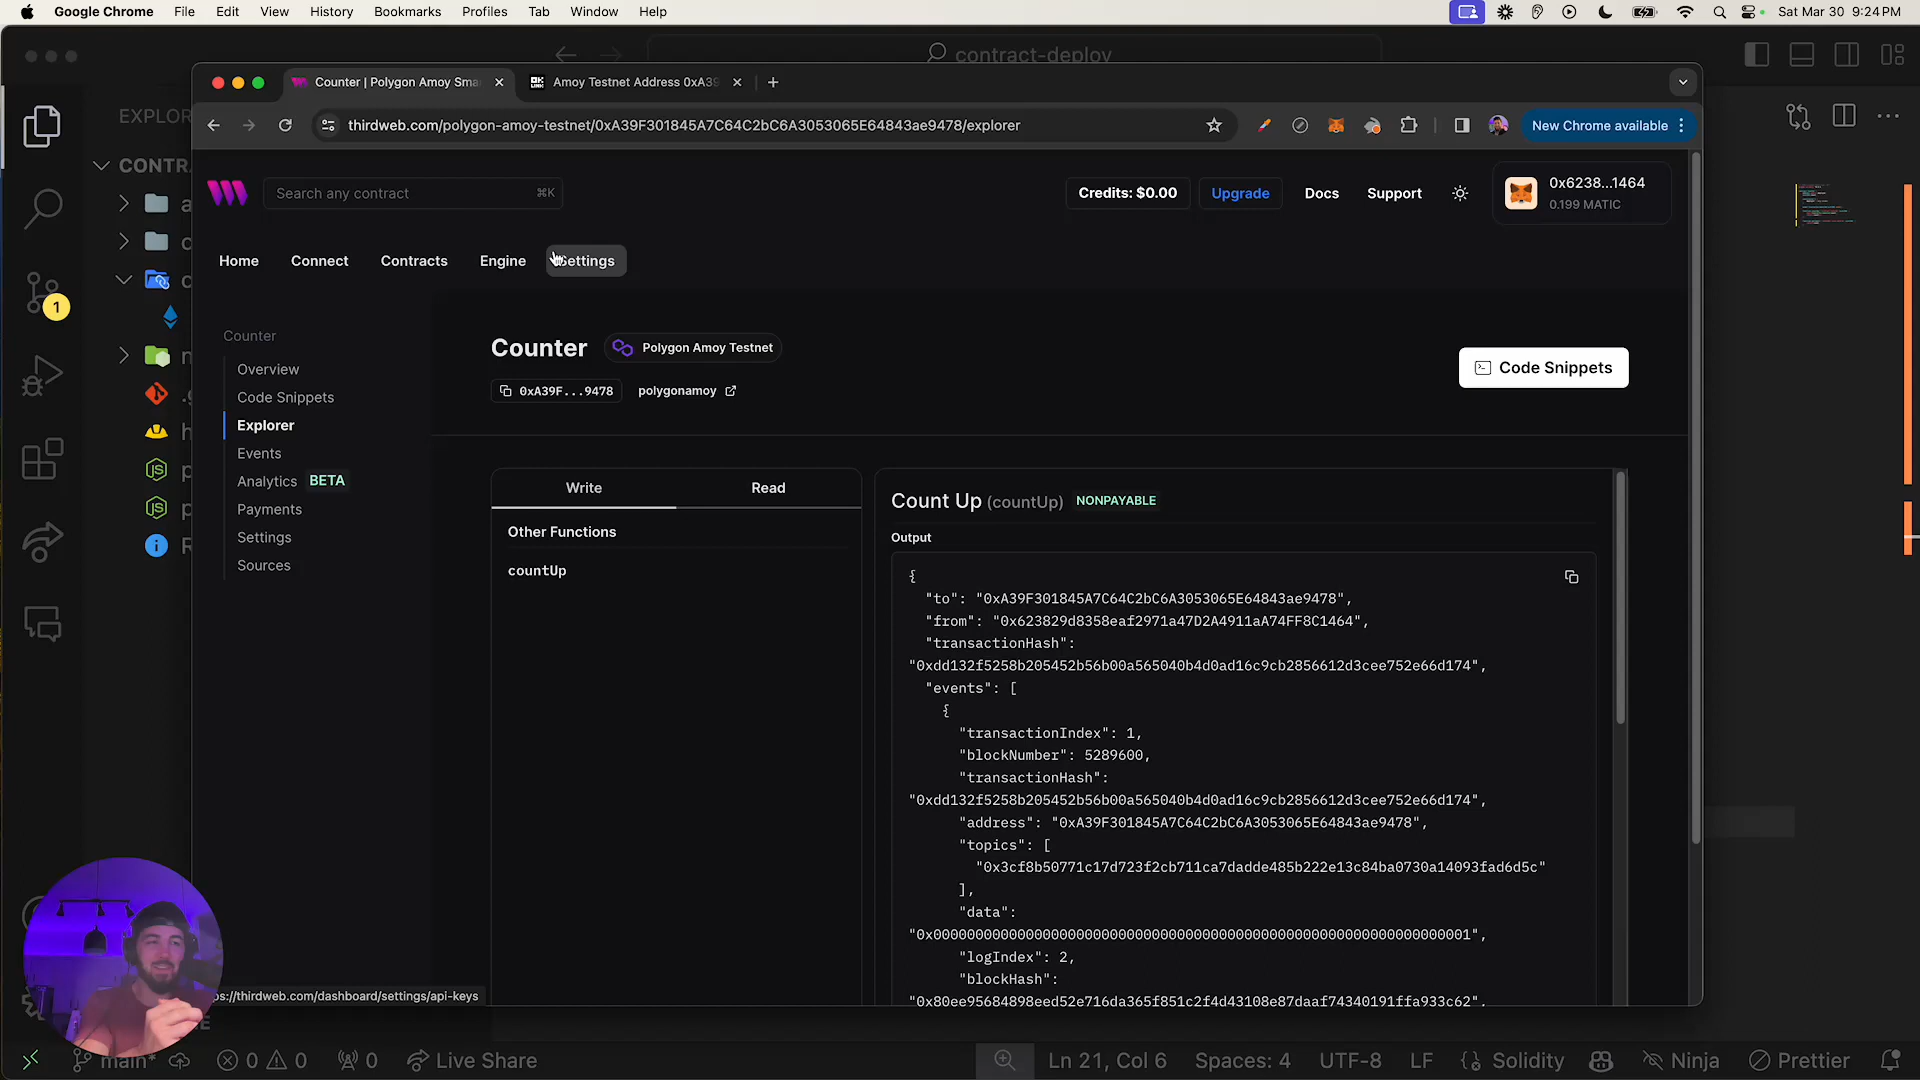 Google Chrome File Edit View History Bookmarks Profiles Tab Window Help Sat Mar 30 9:24 PM
contract-deploy
Counter | Polygon Amoy Sma Amoy Testnet Address 0xA39
thirdweb.com/polygon-amoy-testnet/0xA39F301845A7C64C2bC6A3053065E64843ae9478/explorer New Chrome available
EXPLOR
CONTRA
Search any contract ⌘K Credits: $0.00 Upgrade Docs Support 0x6238...1464
0.199 MATIC
Home Connect Contracts Engine Settings
1
Counter
Overview
Code Snippets
Explorer
Events
Analytics BETA
Payments
Settings
Sources
Counter Polygon Amoy Testnet
0xA39F...9478 polygonamoy
Code Snippets
Write Read
Other Functions
countUp
Count Up (countUp) NONPAYABLE
Output
{
"to": "0xA39F301845A7C64C2bC6A3053065E64843ae9478",
"from": "0x623829d8358eaf2971a47D2A4911aA74FF8C1464",
"transactionHash":
"0xdd132f5258b205452b56b00a565040b4d0ad16c9cb2856612d3cee752e66d174",
"events": [
{
"transactionIndex": 1,
"blockNumber": 5289600,
"transactionHash":
"0xdd132f5258b205452b56b00a565040b4d0ad16c9cb2856612d3cee752e66d174",
"address": "0xA39F301845A7C64C2bC6A3053065E64843ae9478",
"topics": [
"0x3cf8b50771c17d723f2cb711ca7dadde485b222e13c84ba0730a14093fad6d5c"
],
"data":
"0x0000000000000000000000000000000000000000000000000000000000000001",
"logIndex": 2,
"blockHash":
"0x80ee95684898eed52e716da365f851c2f4d43108e87daaf74340191ffa933c62",
ps://thirdweb.com/dashboard/settings/api-keys
main* 0 0 0 Live Share Ln 21, Col 6 Spaces: 4 UTF-8 LF Solidity Ninja Prettier